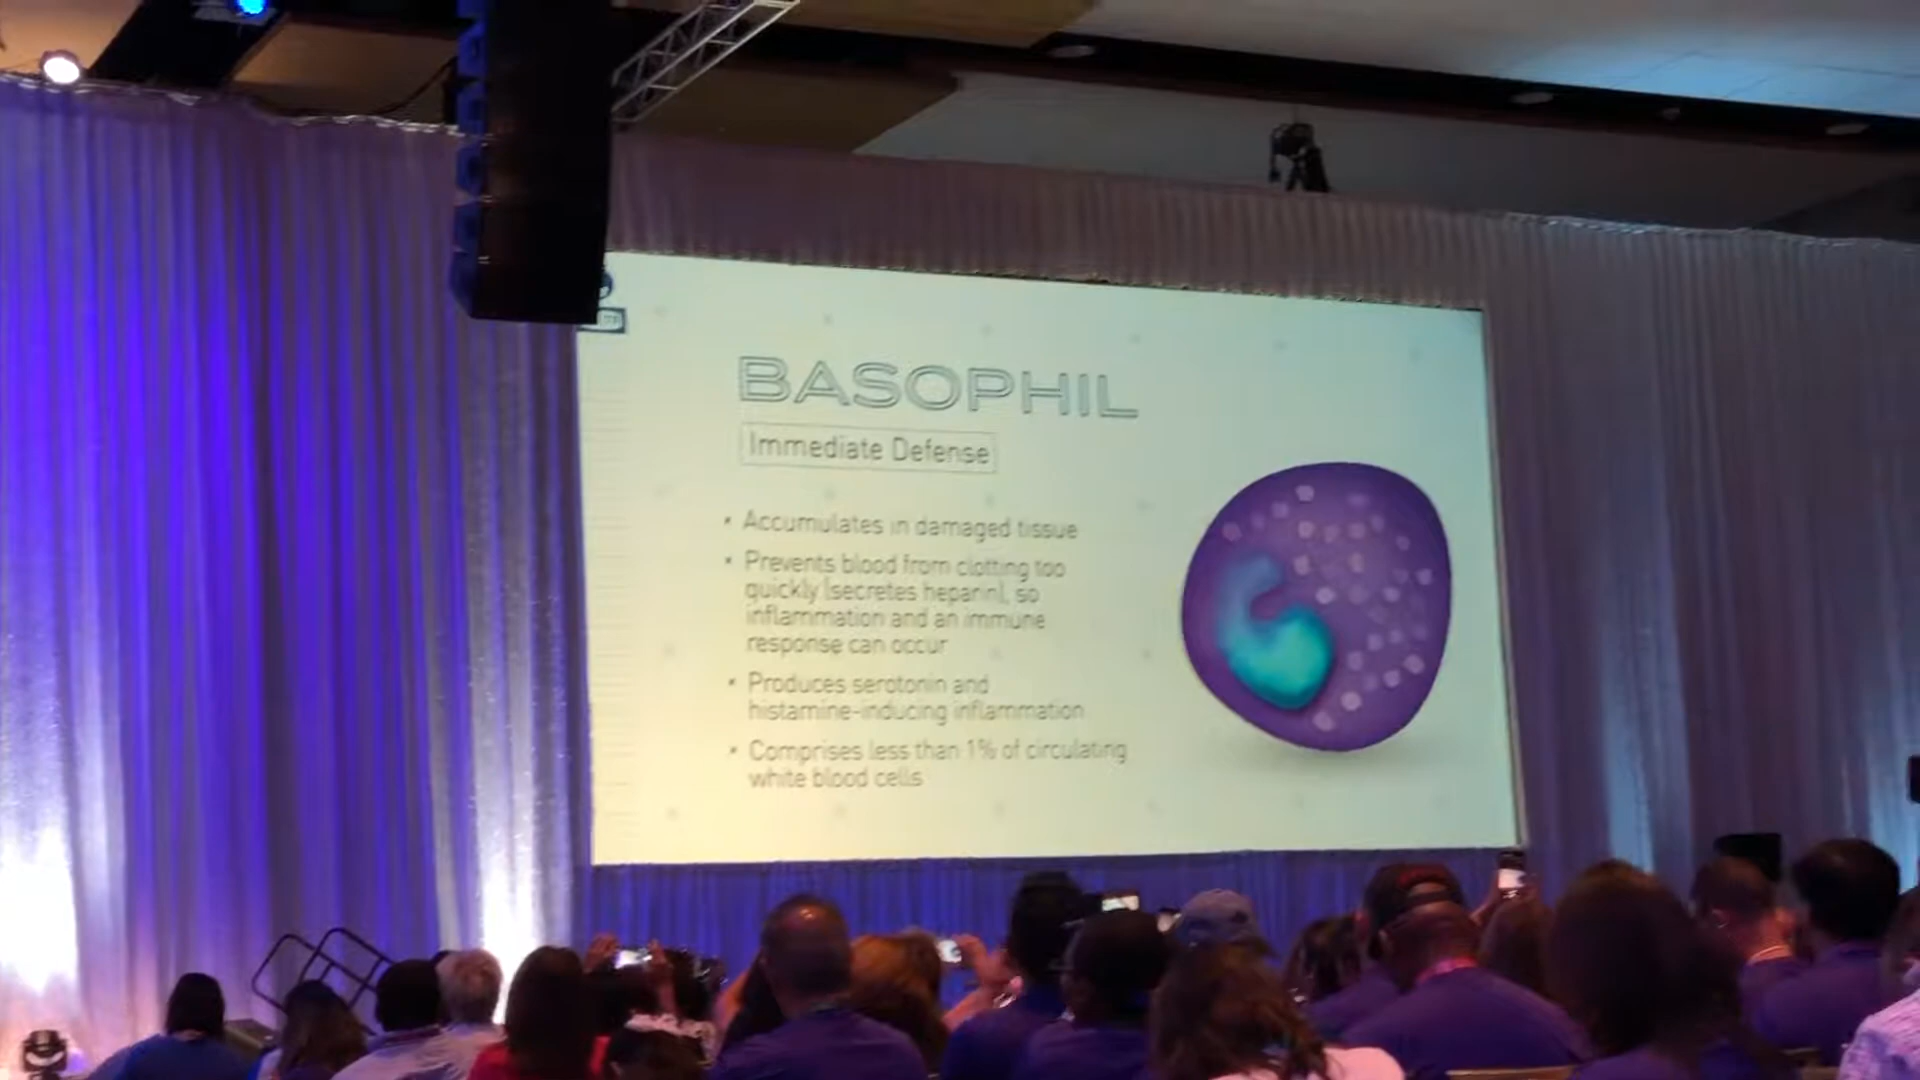 BASOPHIL
Immediate Defense
• Accumulates in damaged tissue
• Prevents blood from clotting too
quickly (secretes heparin), so
inflammation and an immune
response can occur
• Produces serotonin and
histamine-inducing inflammation
• Comprises less than 1% of circulating
white blood cells